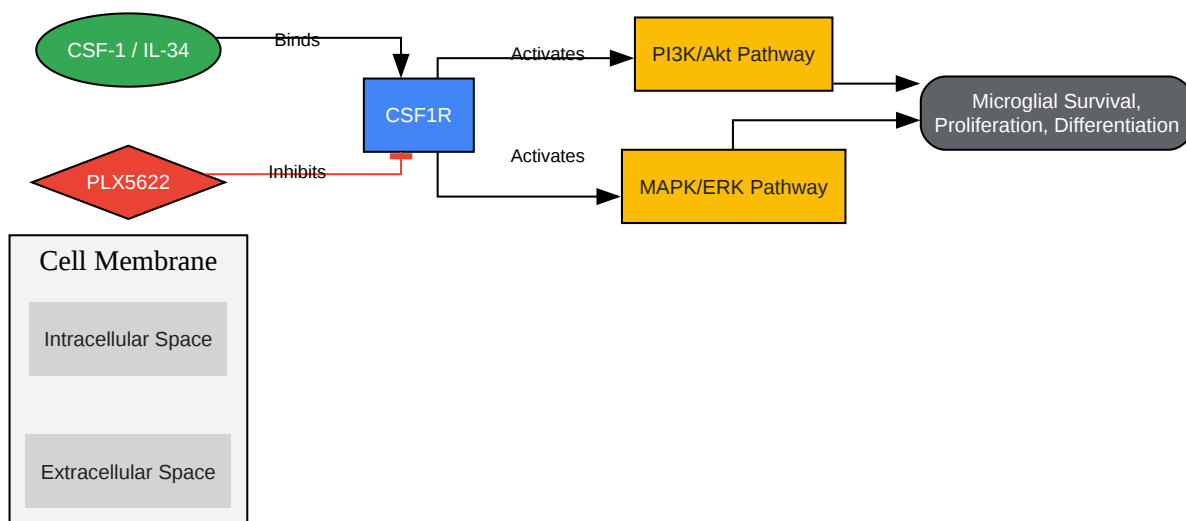 CSF-1 / IL-34
Binds
Activates
PI3K/Akt Pathway
CSF1R
Microglial Survival,
Proliferation, Differentiation
PLX5622
Inhibits
Activates
MAPK/ERK Pathway
Cell Membrane
Intracellular Space
Extracellular Space